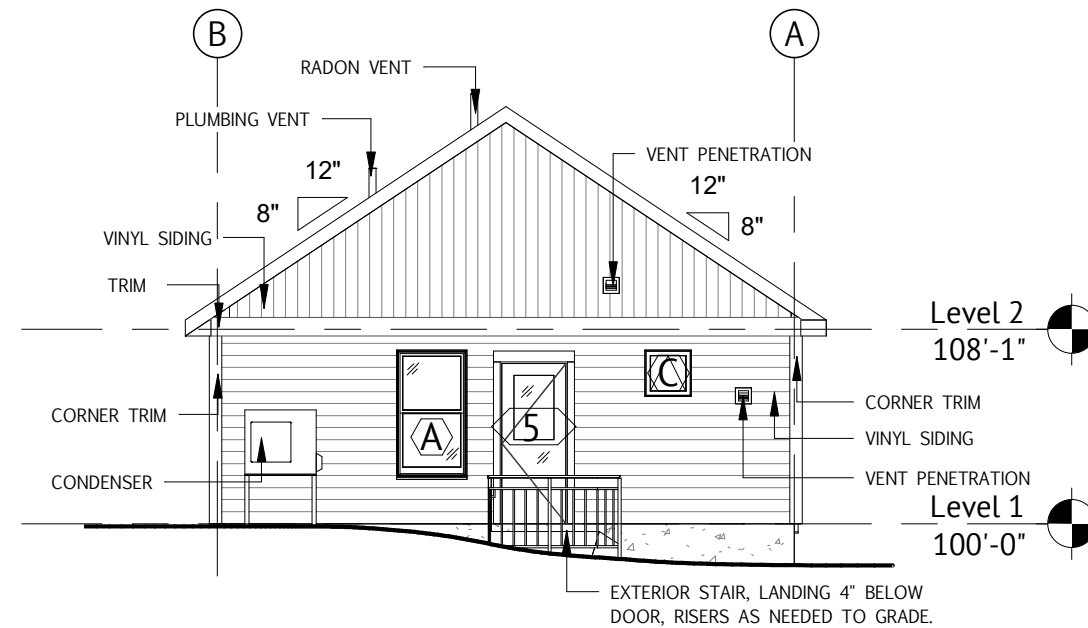 B
A
RADON VENT
PLUMBING VENT
VENT PENETRATION
12"
12"
8"
8"
VINYL SIDING
TRIM
Level 2
108'-1"
C
CORNER TRIM
CORNER TRIM
A
5
VINYL SIDING
CONDENSER
VENT PENETRATION
Level 1
100'-0"
EXTERIOR STAIR, LANDING 4" BELOW
DOOR, RISERS AS NEEDED TO GRADE.